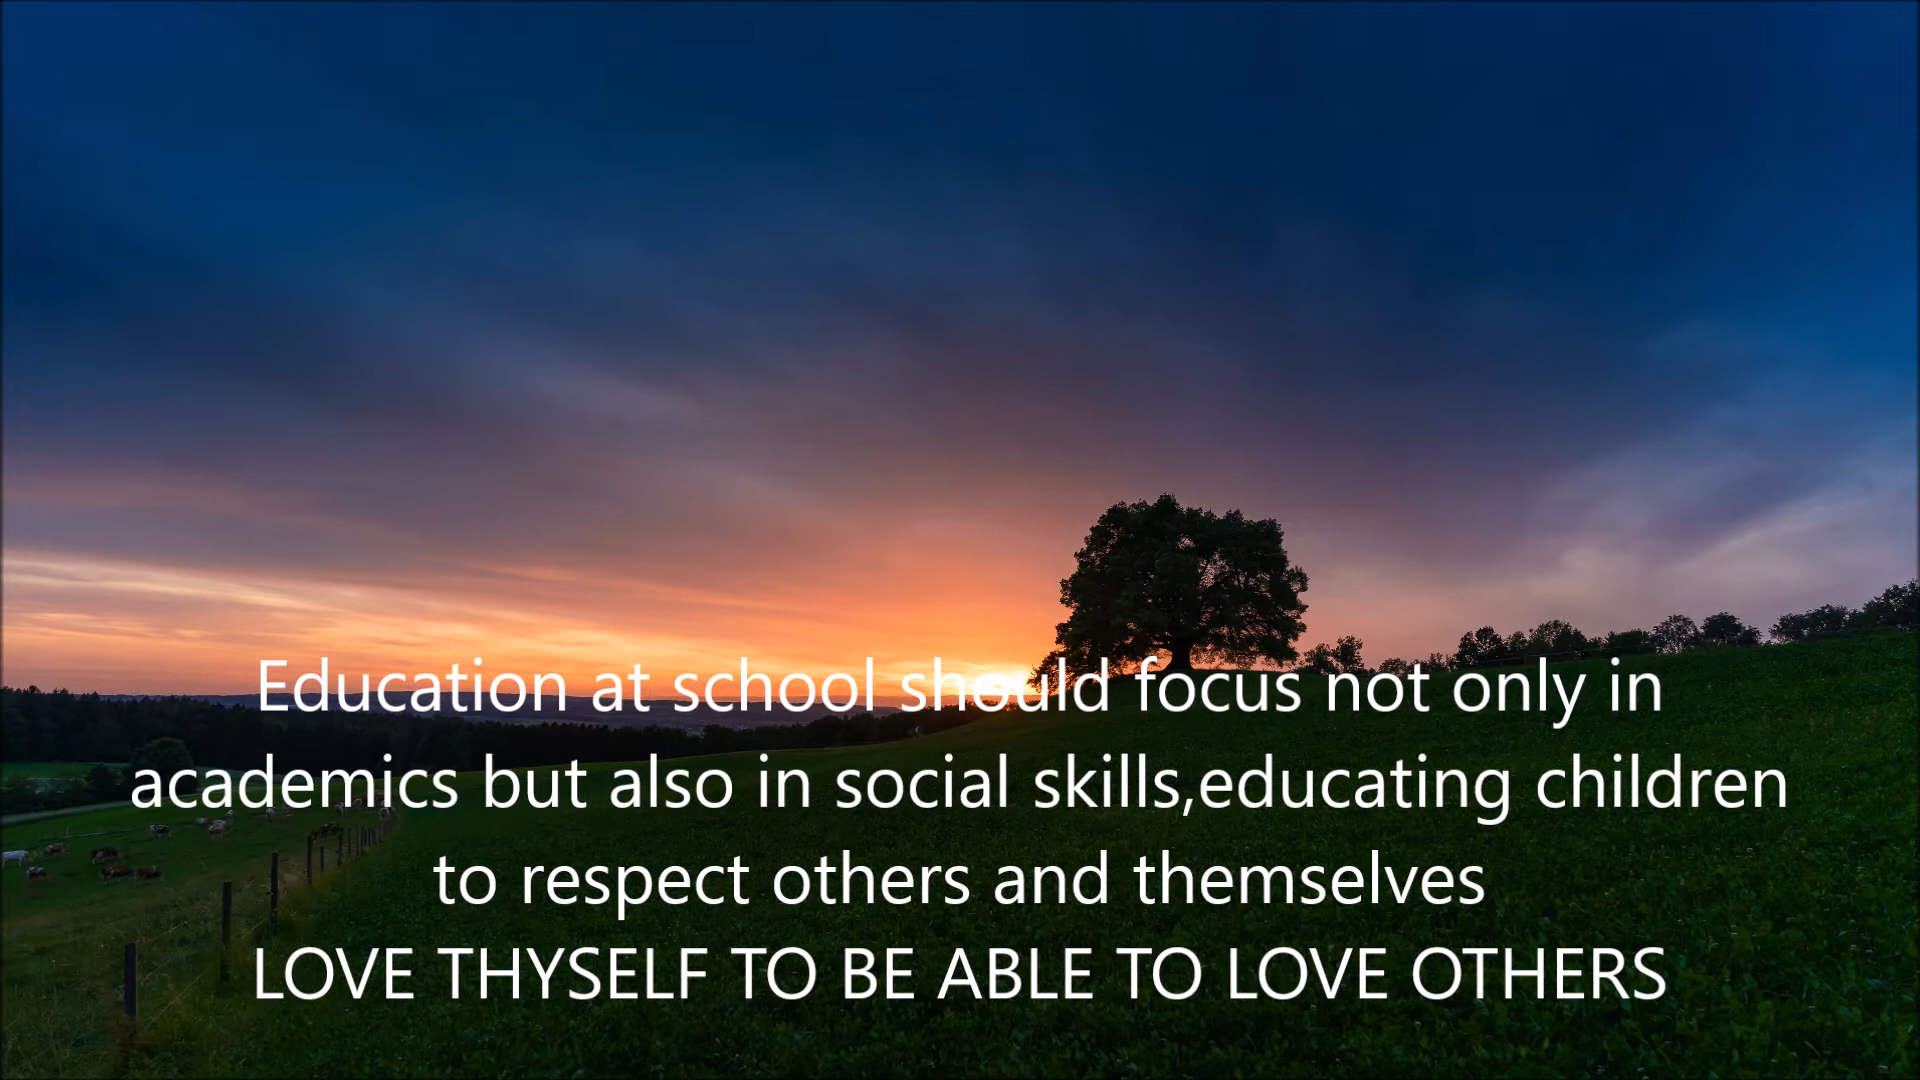 Education at school should focus not only in
academics but also in social skills,educating children
to respect others and themselves
LOVE THYSELF TO BE ABLE TO LOVE OTHERS